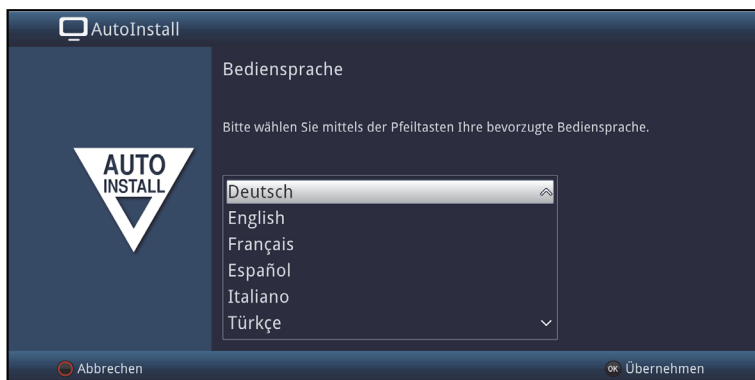 AutoInstall
Bediensprache
Bitte wählen Sie mittels der Pfeiltasten Ihre bevorzugte Bediensprache.
AUTO
INSTALL
Deutsch
English
Français
Español
Italiano
Türkçe
Abbrechen
OK Übernehmen